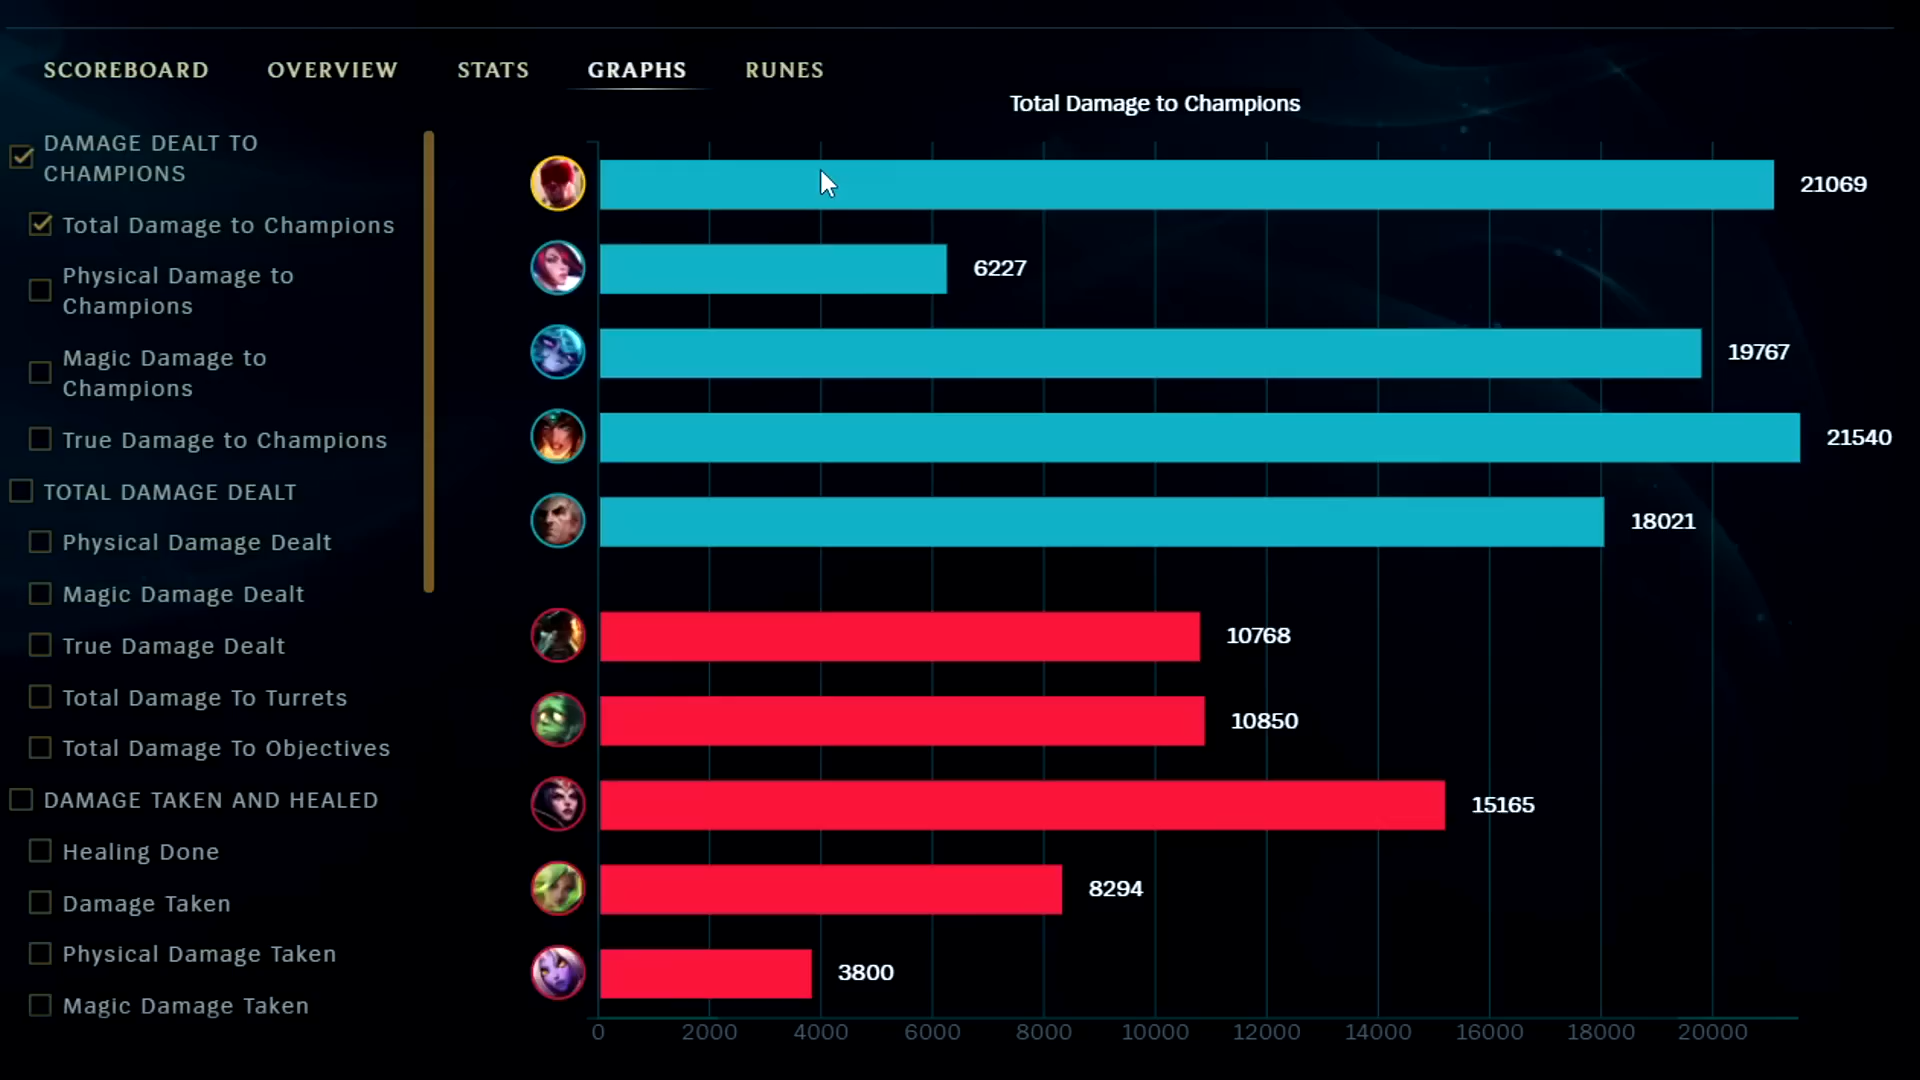 SCOREBOARD OVERVIEW STATS GRAPHS RUNES
Total Damage to Champions
DAMAGE DEALT TO
CHAMPIONS
Total Damage to Champions
Physical Damage to
Champions
Magic Damage to
Champions
True Damage to Champions
TOTAL DAMAGE DEALT
Physical Damage Dealt
Magic Damage Dealt
True Damage Dealt
Total Damage To Turrets
Total Damage To Objectives
DAMAGE TAKEN AND HEALED
Healing Done
Damage Taken
Physical Damage Taken
Magic Damage Taken
21069
6227
19767
21540
18021
10768
10850
15165
8294
3800
0 2000 4000 6000 8000 10000 12000 14000 16000 18000 20000